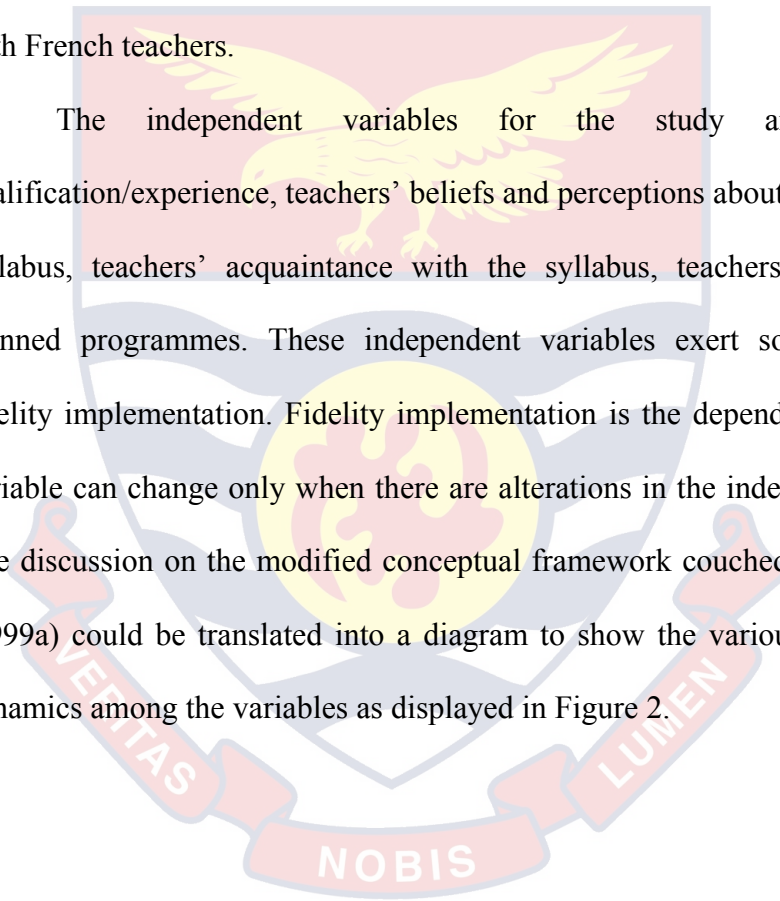 th French teachers.
The independent variables for the study a
alification/experience, teachers’ beliefs and perceptions about
llabus, teachers’ acquaintance with the syllabus, teachers
nned programmes. These independent variables exert so
elity implementation. Fidelity implementation is the depend
riable can change only when there are alterations in the inde
e discussion on the modified conceptual framework couched
999a) could be translated into a diagram to show the variou
namics among the variables as displayed in Figure 2.
VERITAS
NOBIS
LUMEN